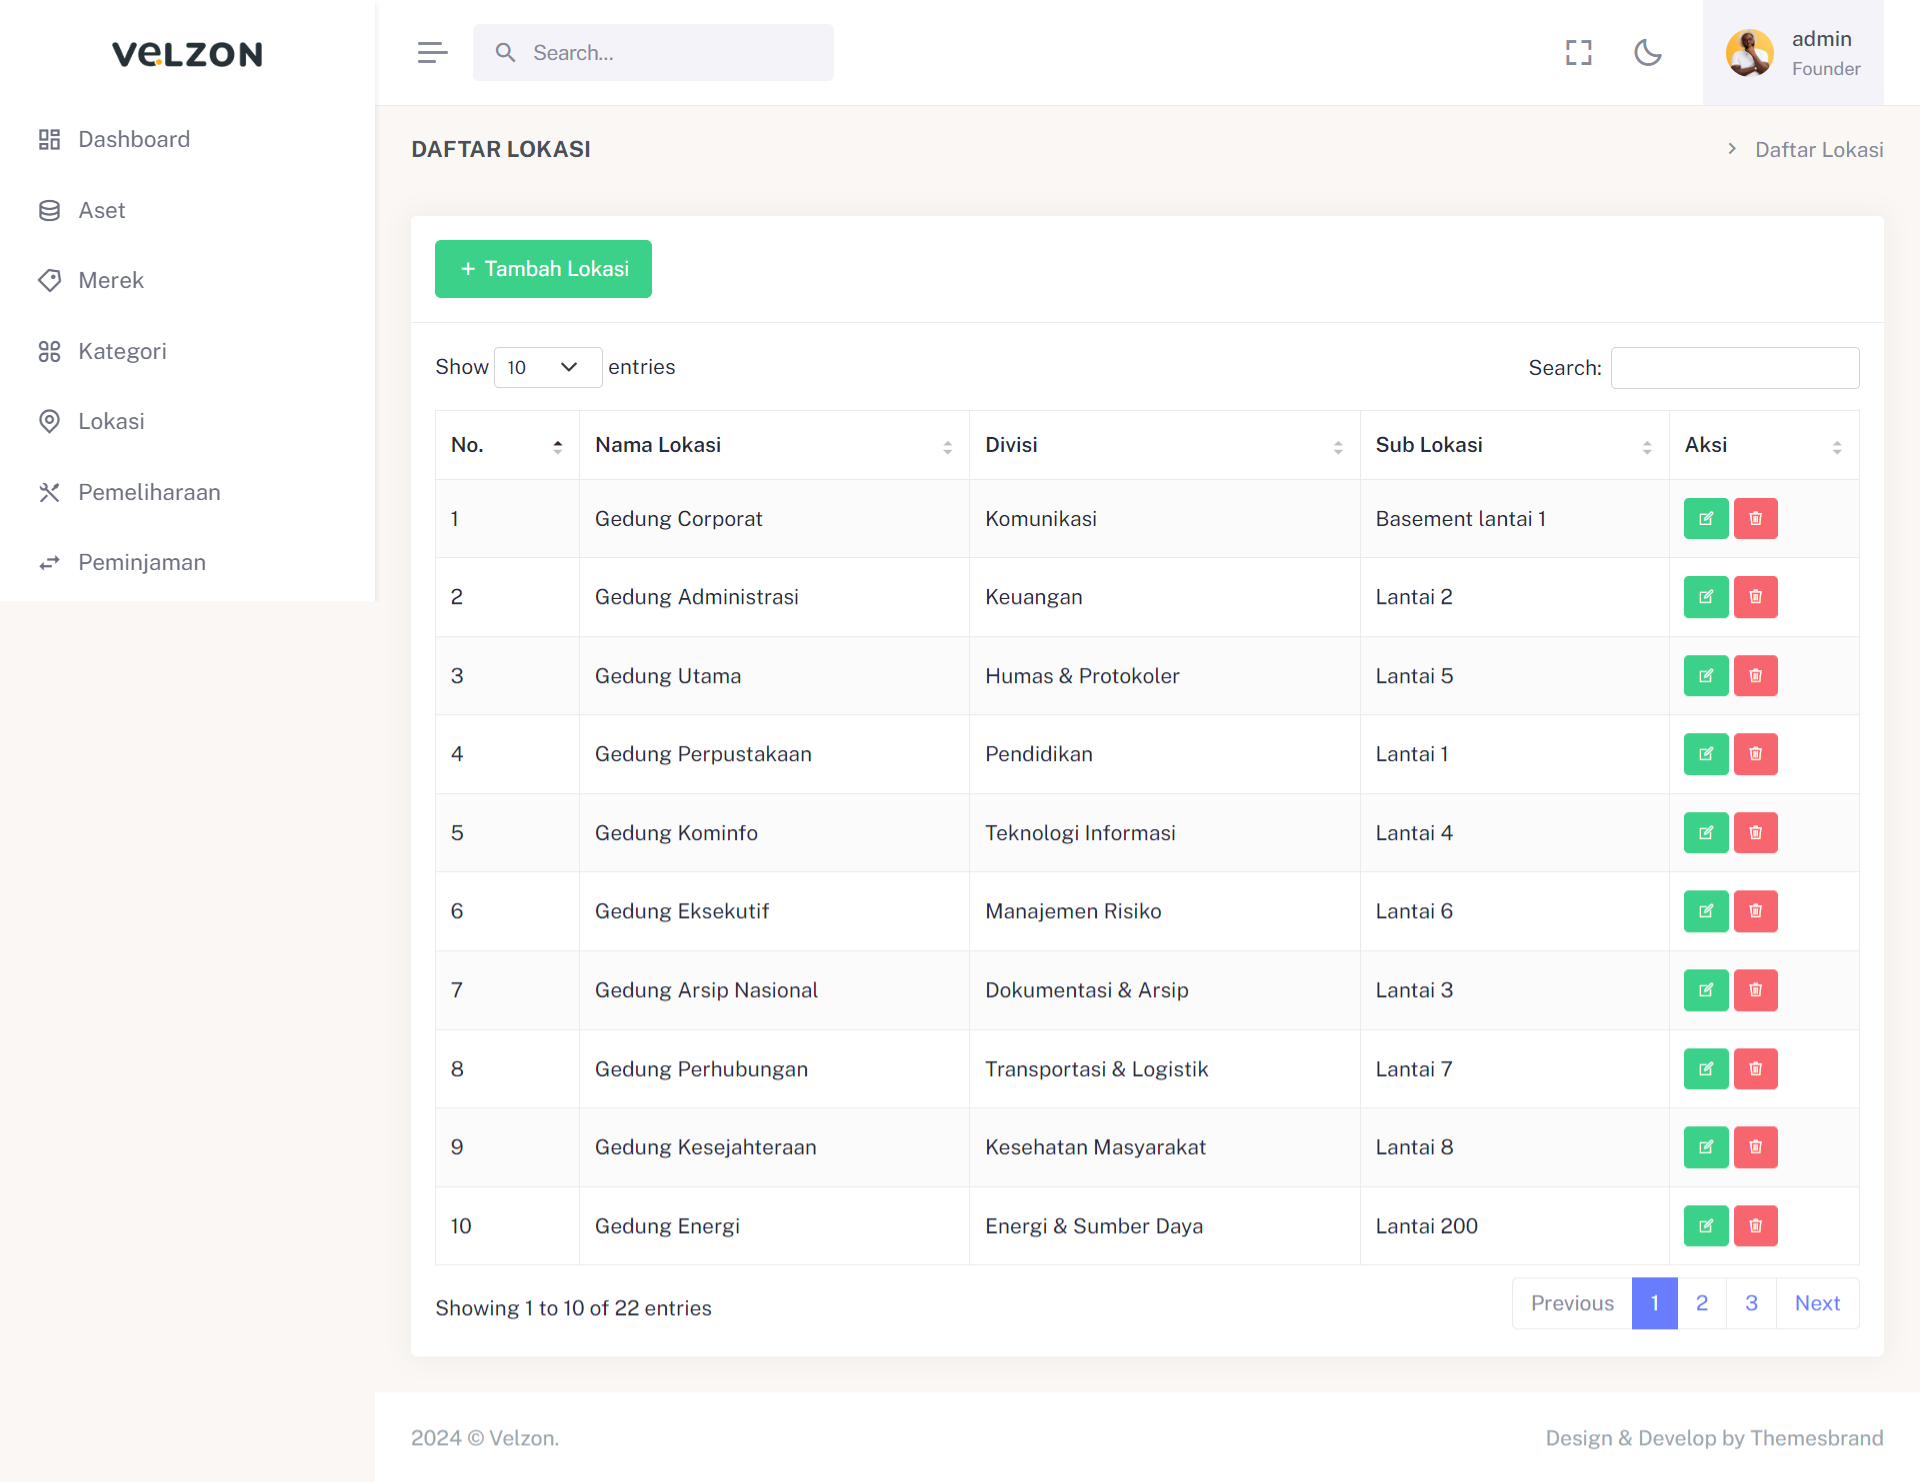 VELZON
Search...
admin
Founder
Dashboard
Aset
Merek
Kategori
Lokasi
Pemeliharaan
Peminjaman
DAFTAR LOKASI
Daftar Lokasi
+ Tambah Lokasi
Show 10 entries
Search:
No. Nama Lokasi Divisi Sub Lokasi Aksi
1 Gedung Corporat Komunikasi Basement lantai 1
2 Gedung Administrasi Keuangan Lantai 2
3 Gedung Utama Humas & Protokoler Lantai 5
4 Gedung Perpustakaan Pendidikan Lantai 1
5 Gedung Kominfo Teknologi Informasi Lantai 4
6 Gedung Eksekutif Manajemen Risiko Lantai 6
7 Gedung Arsip Nasional Dokumentasi & Arsip Lantai 3
8 Gedung Perhubungan Transportasi & Logistik Lantai 7
9 Gedung Kesejahteraan Kesehatan Masyarakat Lantai 8
10 Gedung Energi Energi & Sumber Daya Lantai 200
Showing 1 to 10 of 22 entries
Previous 1 2 3 Next
2024 © Velzon.
Design & Develop by Themesbrand